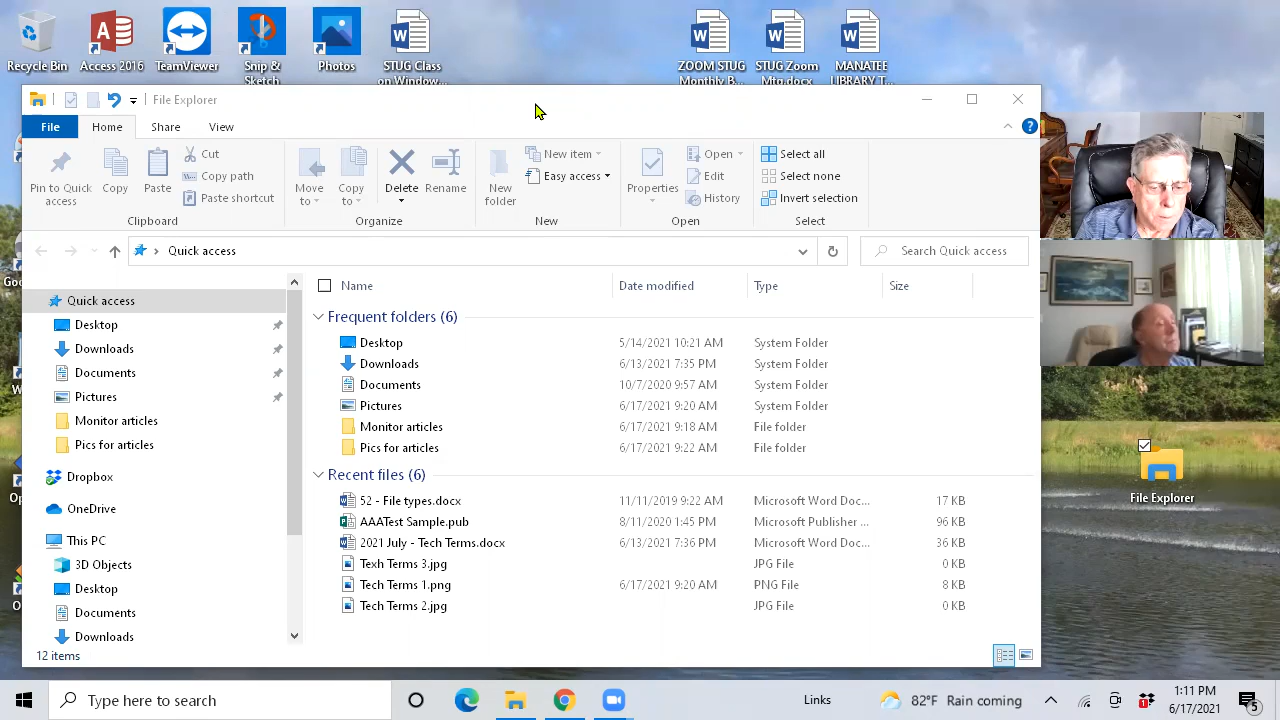 Recycle Bin
Access 2016
TeamViewer
Snip & Sketch
Photos
STUG Class on Window...
ZOOM STUG Monthly B...
STUG Zoom Mtg.docx
MANATEE LIBRARY T...
File Explorer
File Home Share View
Pin to Quick access
Copy
Paste
Cut
Copy path
Paste shortcut
Clipboard
Move to
Copy to
Delete
Rename
Organize
New folder
New item
Easy access
New
Properties
Open
Edit
History
Open
Select all
Select none
Invert selection
Select
Quick access
Search Quick access
Quick access
Desktop
Downloads
Documents
Pictures
Monitor articles
Pics for articles
Dropbox
OneDrive
This PC
3D Objects
Desktop
Documents
Downloads
Name Date modified Type Size
Frequent folders (6)
Desktop 5/14/2021 10:21 AM System Folder
Downloads 6/13/2021 7:35 PM System Folder
Documents 10/7/2020 9:57 AM System Folder
Pictures 6/17/2021 9:20 AM System Folder
Monitor articles 6/17/2021 9:18 AM File folder
Pics for articles 6/17/2021 9:22 AM File folder
Recent files (6)
52 - File types.docx 11/11/2019 9:22 AM Microsoft Word Doc... 17 KB
AAATest Sample.pub 8/11/2020 1:45 PM Microsoft Publisher ... 96 KB
2021 July - Tech Terms.docx 6/13/2021 7:36 PM Microsoft Word Doc... 36 KB
Texh Terms 3.jpg JPG File 0 KB
Tech Terms 1.png 6/17/2021 9:20 AM PNG File 8 KB
Tech Terms 2.jpg JPG File 0 KB
12 items
File Explorer
Type here to search
Links
82°F Rain coming
1
1:11 PM
6/17/2021
5